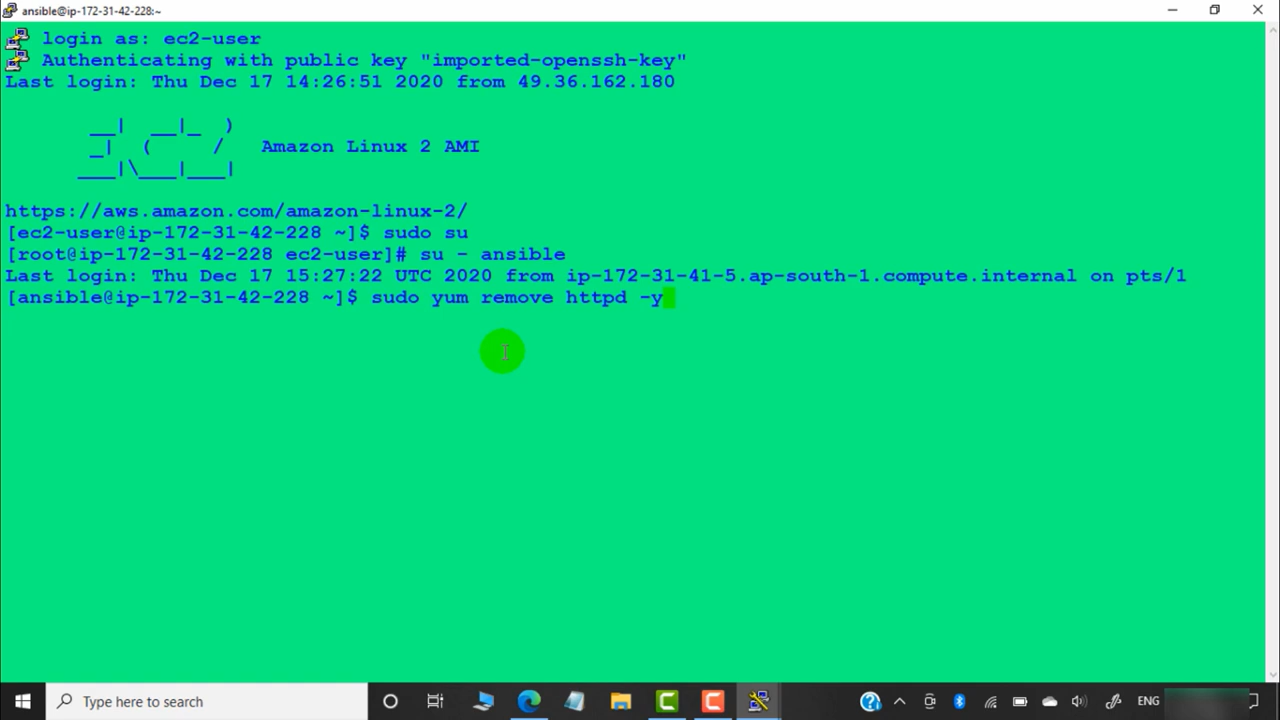 ansible@ip-172-31-42-228:~
login as: ec2-user
Authenticating with public key "imported-openssh-key"
Last login: Thu Dec 17 14:26:51 2020 from 49.36.162.180
__|  __|_  )
_|  (     /   Amazon Linux 2 AMI
___|\___|___|
https://aws.amazon.com/amazon-linux-2/
[ec2-user@ip-172-31-42-228 ~]$ sudo su
[root@ip-172-31-42-228 ec2-user]# su - ansible
Last login: Thu Dec 17 15:27:22 UTC 2020 from ip-172-31-41-5.ap-south-1.compute.internal on pts/1
[ansible@ip-172-31-42-228 ~]$ sudo yum remove httpd -y
Type here to search
ENG